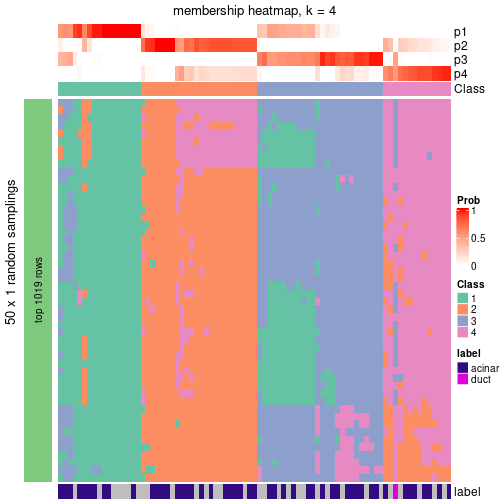 membership heatmap, k = 4
p1
p2
p3
p4
Class
50 x 1 random samplings
top 1019 rows
Prob
1
0.5
0
Class
1
2
3
4
label
acinar
duct
label